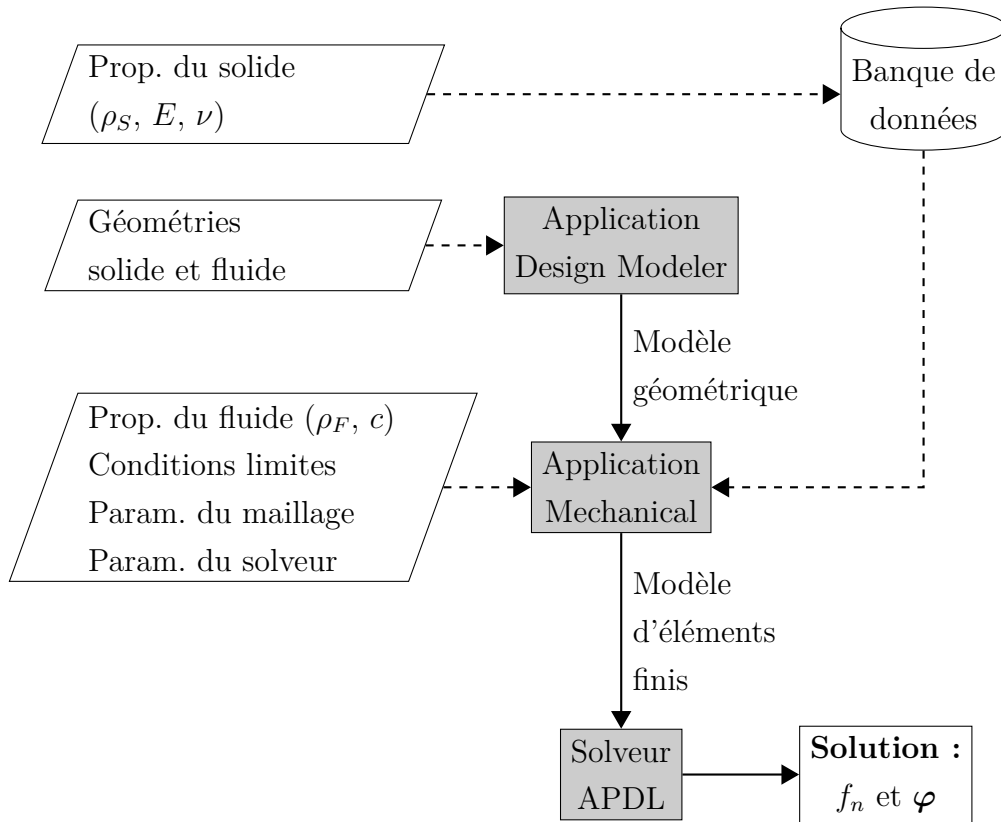 Prop. du solide
(ρ_S, E, ν)
Banque de
données
Géométries
solide et fluide
Application
Design Modeler
Modèle
géométrique
Prop. du fluide (ρ_F, c)
Conditions limites
Param. du maillage
Param. du solveur
Application
Mechanical
Modèle
d'éléments
finis
Solveur
APDL
Solution :
f_n et φ